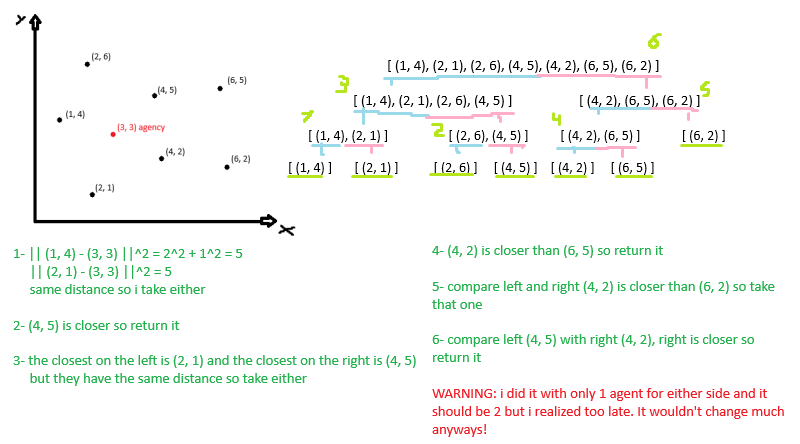 Y
(2, 6)
(6, 5)
(4, 5)
(1, 4)
(3, 3) agency
(4, 2)
(6, 2)
(2, 1)
X
6
[ (1, 4), (2, 1), (2, 6), (4, 5), (4, 2), (6, 5), (6, 2) ]
3
5
[ (1, 4), (2, 1), (2, 6), (4, 5) ]
[ (4, 2), (6, 5), (6, 2) ]
1
2
4
[ (1, 4), (2, 1) ]
[ (2, 6), (4, 5) ]
[ (4, 2), (6, 5) ]
[ (6, 2) ]
[ (1, 4) ]
[ (2, 1) ]
[ (2, 6) ]
[ (4, 5) ]
[ (4, 2) ]
[ (6, 5) ]
1- || (1, 4) - (3, 3) ||^2 = 2^2 + 1^2 = 5
|| (2, 1) - (3, 3) ||^2 = 5
same distance so i take either
2- (4, 5) is closer so return it
3- the closest on the left is (2, 1) and the closest on the right is (4, 5)
but they have the same distance so take either
4- (4, 2) is closer than (6, 5) so return it
5- compare left and right (4, 2) is closer than (6, 2) so take
that one
6- compare left (4, 5) with right (4, 2), right is closer so
return it
WARNING: i did it with only 1 agent for either side and it
should be 2 but i realized too late. It wouldn't change much
anyways!